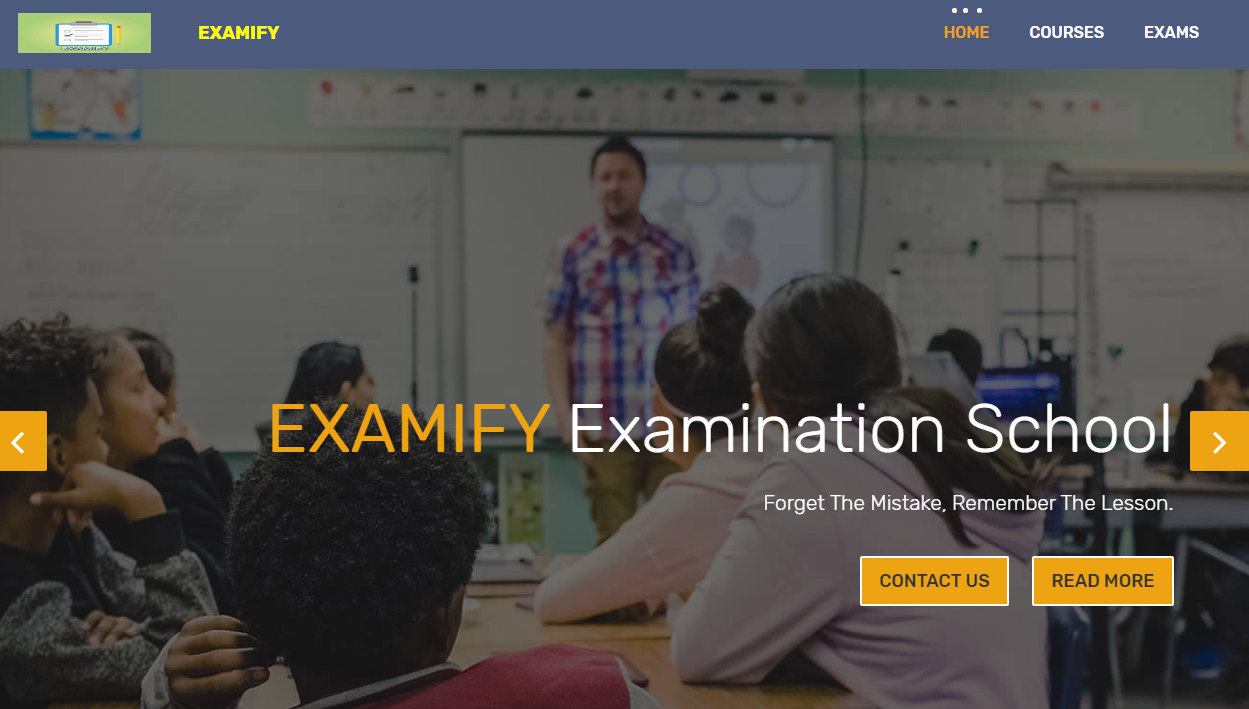 EXAMIFY
HOME COURSES EXAMS
EXAMIFY Examination School
Forget The Mistake, Remember The Lesson.
CONTACT US READ MORE